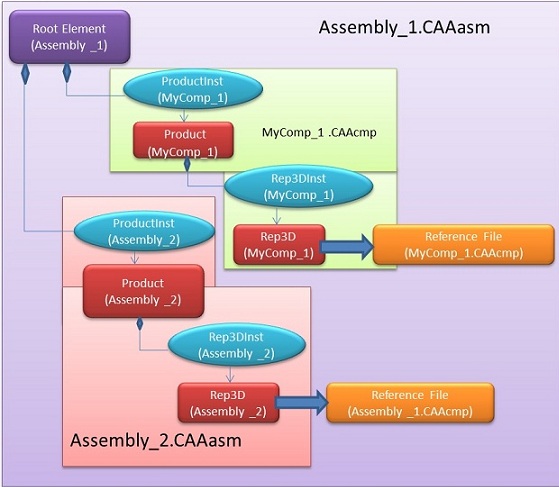 Assembly_1.CAAasm
Root Element
(Assembly _1)
ProductInst
(MyComp_1)
Product
(MyComp_1)
MyComp_1 .CAAcmp
Rep3DInst
(MyComp_1)
Rep3D
(MyComp_1)
Reference File
(MyComp_1.CAAcmp)
ProductInst
(Assembly_2)
Product
(Assembly _2)
Rep3DInst
(Assembly _2)
Rep3D
(Assembly _2)
Reference File
(Assembly _1.CAAcmp)
Assembly_2.CAAasm